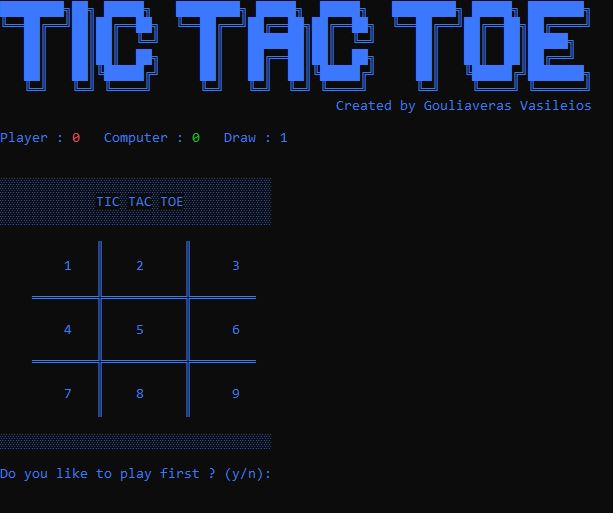 TIC TAC TOE
Created by Gouliaveras Vasileios
Player : 0 Computer : 0 Draw : 1
TIC TAC TOE
1 2 3
4 5 6
7 8 9
Do you like to play first ? (y/n):